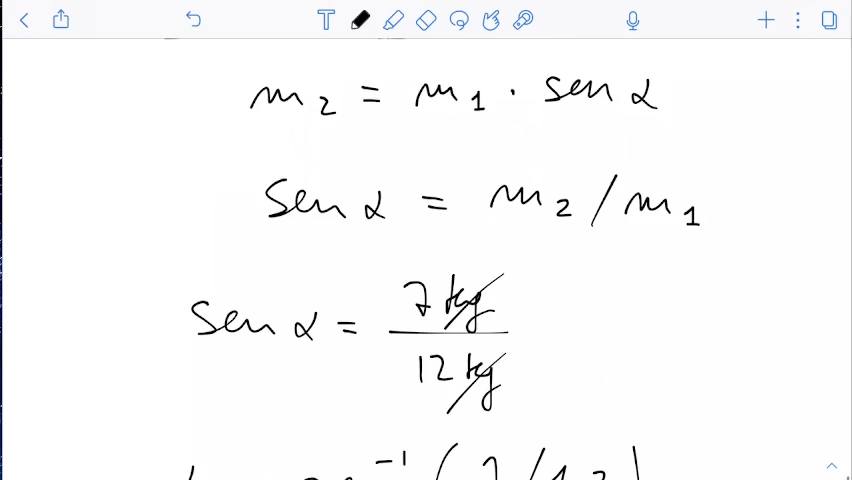 m₂ = m₁ · sen α
sen α = m₂ / m₁
sen α = 7 kg / 12 kg